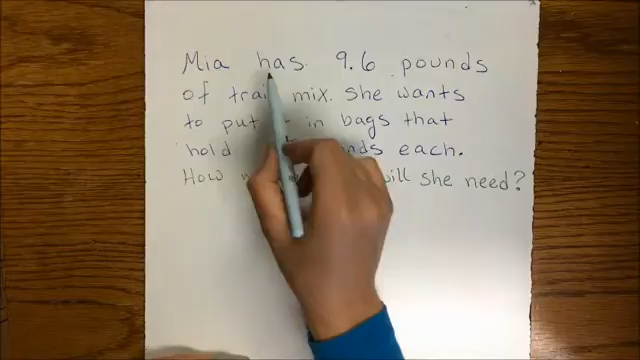 Mia has 9.6 pounds
of trail mix. She wants
to put in bags that
hold each.
How will she need?